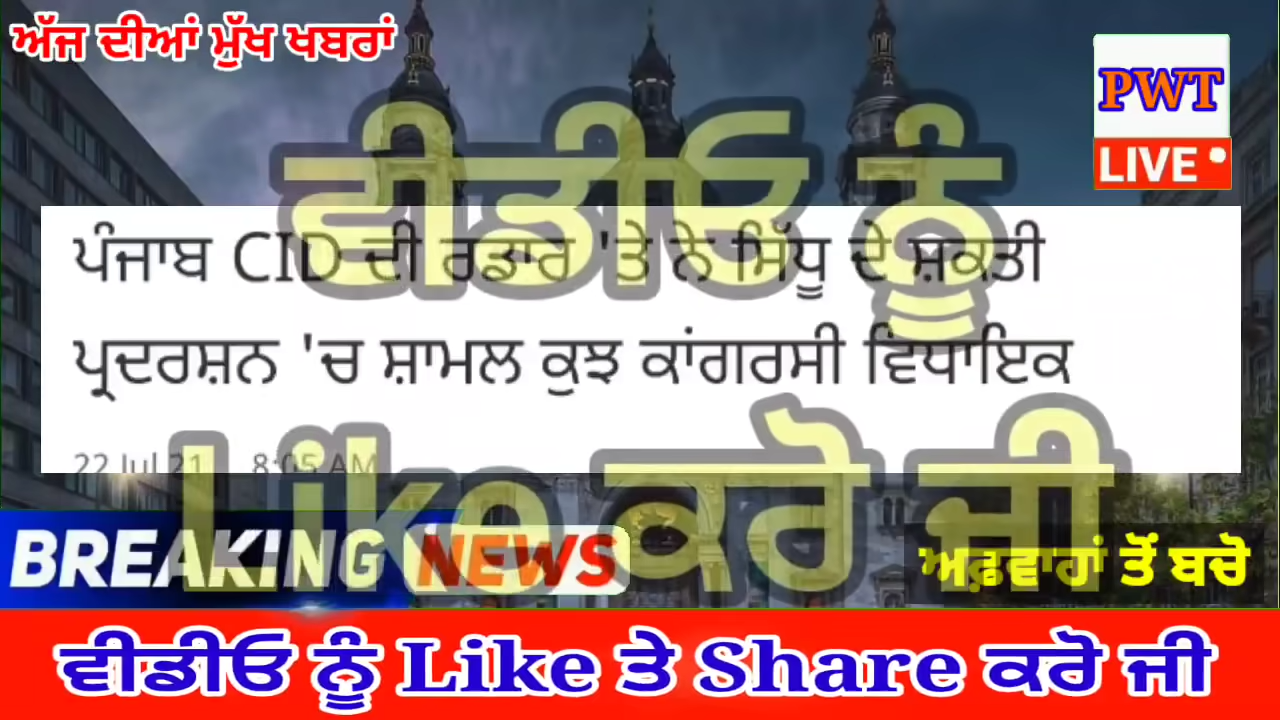 ਅੱਜ ਦੀਆਂ ਮੁੱਖ ਖਬਰਾਂ
PWT
LIVE
ਵੀਡੀਓ ਨੂੰ
ਪੰਜਾਬ CID ਦੀ ਰਡਾਰ 'ਤੇ ਨੇ ਸਿੱਧੂ ਦੇ ਸ਼ਕਤੀ
ਪ੍ਰਦਰਸ਼ਨ 'ਚ ਸ਼ਾਮਲ ਕੁਝ ਕਾਂਗਰਸੀ ਵਿਧਾਇਕ
22 Jul 21 8:05 AM
Like ਕਰੋ ਜੀ
BREAKING NEWS
ਅਫ਼ਵਾਹਾਂ ਤੋਂ ਬਚੋ
ਵੀਡੀਓ ਨੂੰ Like ਤੇ Share ਕਰੋ ਜੀ